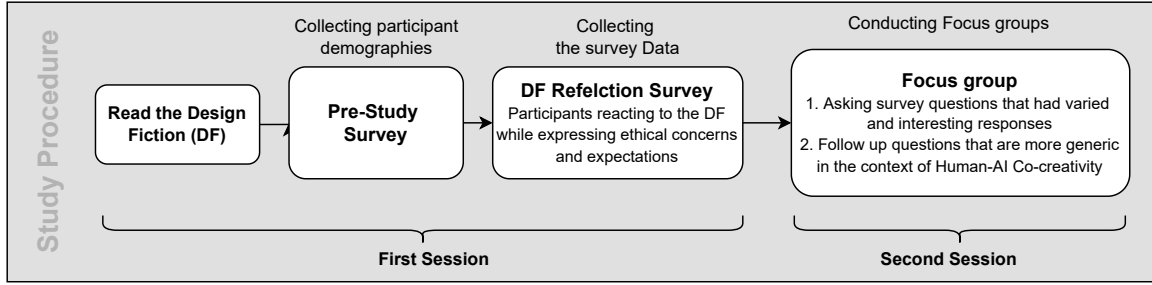 Study Procedure
Collecting participant
demographies
Collecting
the survey Data
Conducting Focus groups
Read the Design
Fiction (DF)
Pre-Study
Survey
DF Refelction Survey
Participants reacting to the DF
while expressing ethical concerns
and expectations
Focus group
1. Asking survey questions that had varied
and interesting responses
2. Follow up questions that are more generic
in the context of Human-AI Co-creativity
First Session
Second Session